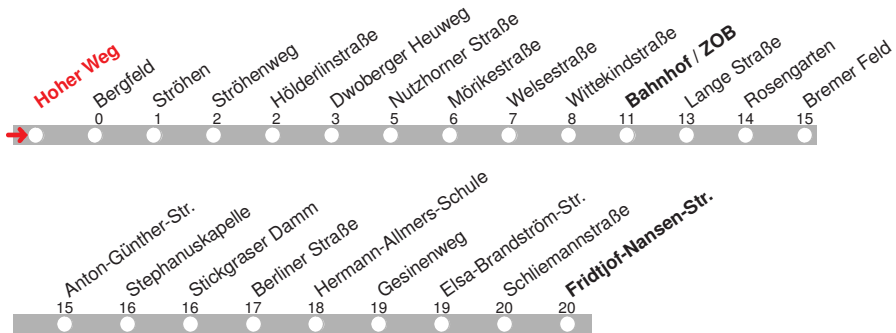 Hoher Weg
Bergfeld
Ströhen
Ströhenweg
Hölderlinstraße
Dwoberger Heuweg
Nutzhorner Straße
Mörikestraße
Welsestraße
Wittekindstraße
Bahnhof / ZOB
Lange Straße
Rosengarten
Bremer Feld
0 1 2 2 3 5 6 7 8 11 13 14 15
Anton-Günther-Str.
Stephanuskapelle
Stickgraser Damm
Berliner Straße
Hermann-Allmers-Schule
Gesinenweg
Elsa-Brandström-Str.
Schliemannstraße
Fridtjof-Nansen-Str.
15 16 16 17 18 19 19 20 20